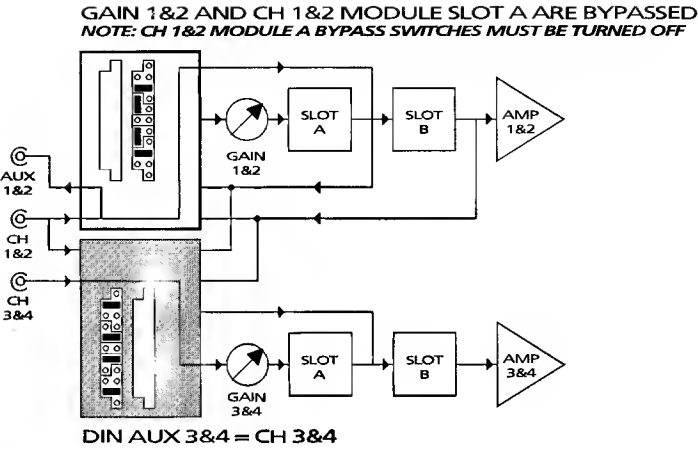 GAIN 1&2 AND CH 1&2 MODULE SLOT A ARE BYPASSED
NOTE: CH 1&2 MODULE A BYPASS SWITCHES MUST BE TURNED OFF
AUX
1&2
CH
1&2
CH
3&4
GAIN
1&2
SLOT
A
SLOT
B
AMP
1&2
GAIN
3&4
SLOT
A
SLOT
B
AMP
3&4
DIN AUX 3&4 = CH 3&4